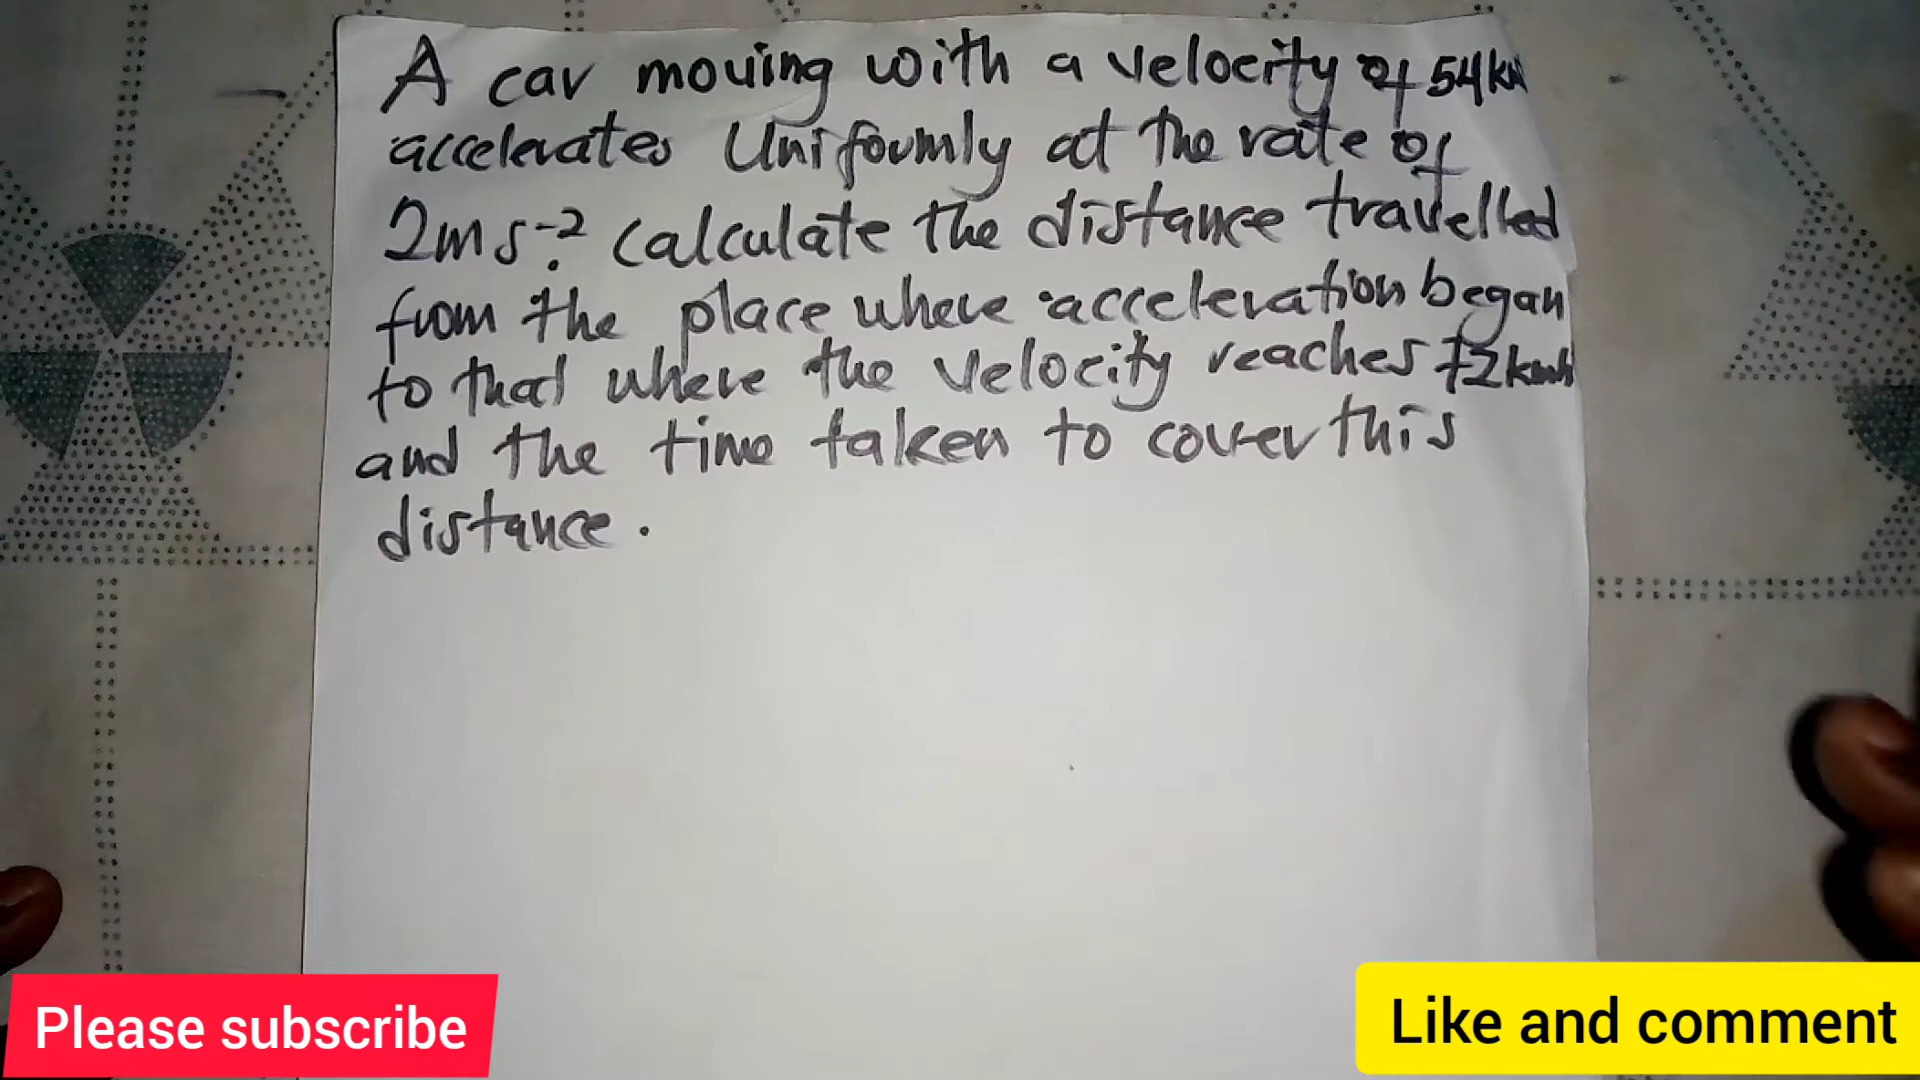 A car moving with a velocity of 54km
accelerates Uniformly at the rate of
2ms⁻². Calculate the distance travelled
from the place where acceleration began
to that where the velocity reaches 72kmh
and the time taken to cover this
distance.
Please subscribe
Like and comment